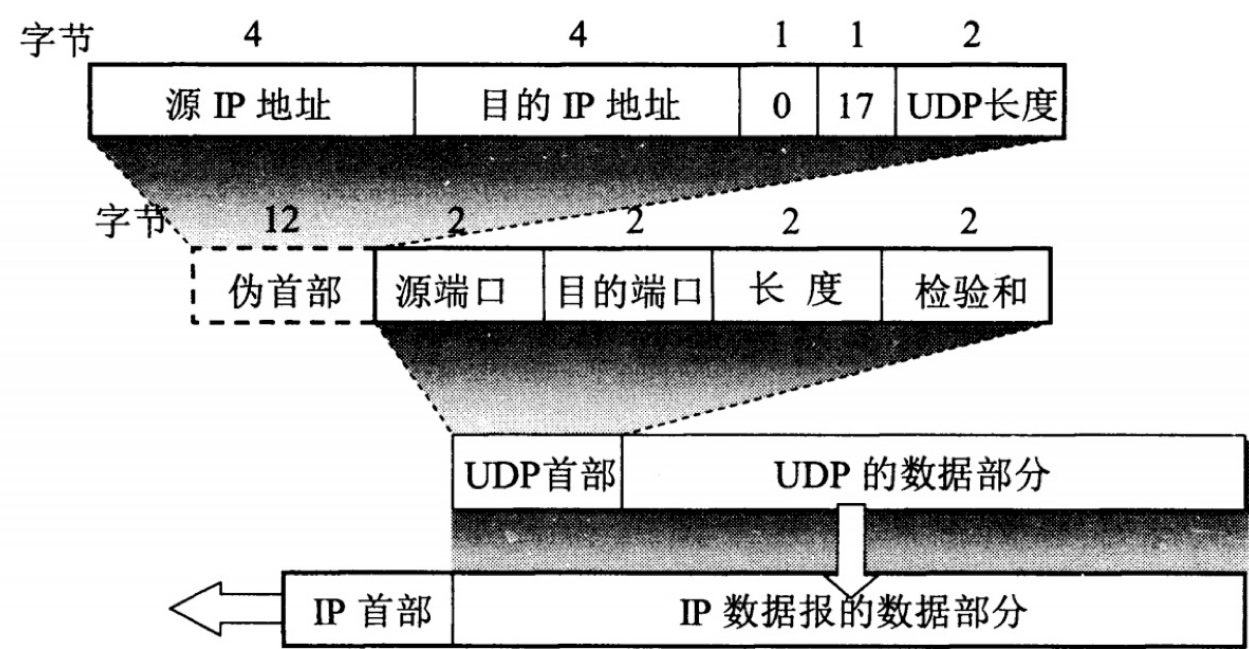 字节 4 4 1 1 2
源 IP 地址 目的 IP 地址 0 17 UDP长度
字节 12 2 2 2 2
伪首部 源端口 目的端口 长 度 检验和
UDP首部 UDP 的数据部分
IP 首部 IP 数据报的数据部分